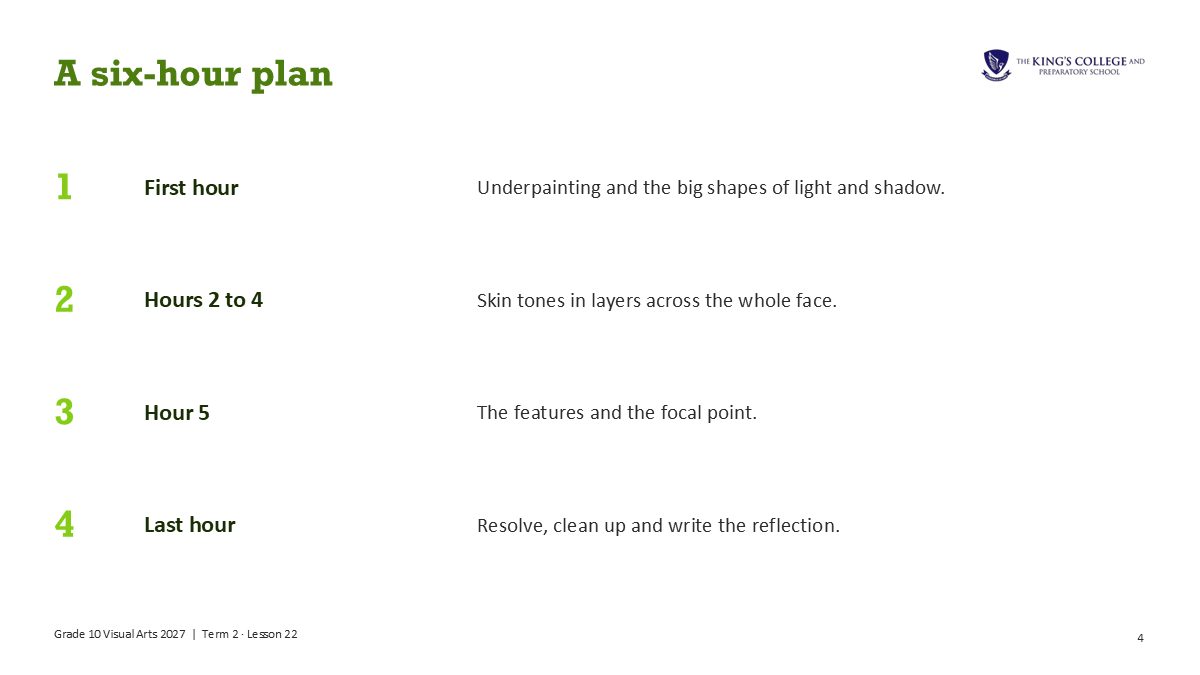 A six-hour plan
THE KING'S COLLEGE AND
PREPARATORY SCHOOL
1
First hour
Underpainting and the big shapes of light and shadow.
2
Hours 2 to 4
Skin tones in layers across the whole face.
3
Hour 5
The features and the focal point.
4
Last hour
Resolve, clean up and write the reflection.
Grade 10 Visual Arts 2027 | Term 2 · Lesson 22
4